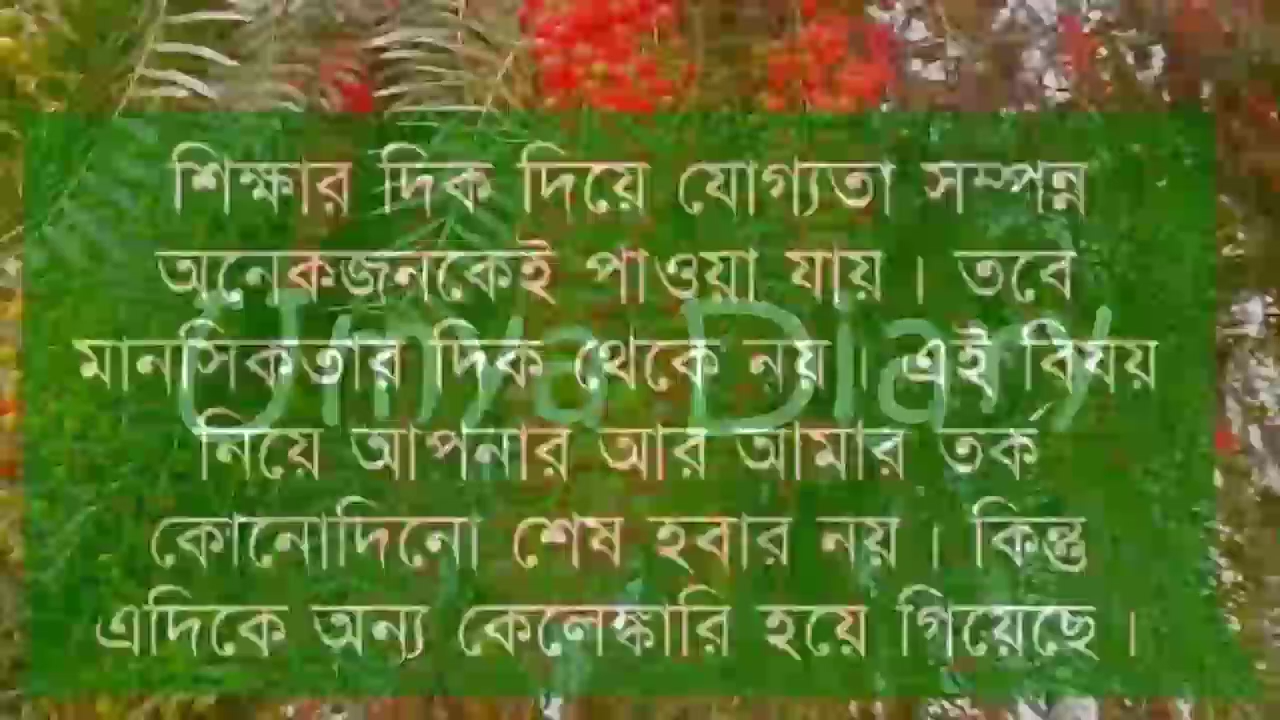 শিক্ষার দিক দিয়ে যোগ্যতা সম্পন্ন
অনেকজনকেই পাওয়া যায় । তবে
মানসিকতার দিক থেকে নয় । এই বিষয়
নিয়ে আপনার আর আমার তর্ক
কোনোদিনো শেষ হবার নয় । কিন্তু
এদিকে অন্য কেলেঙ্কারি হয়ে গিয়েছে ।
Diary